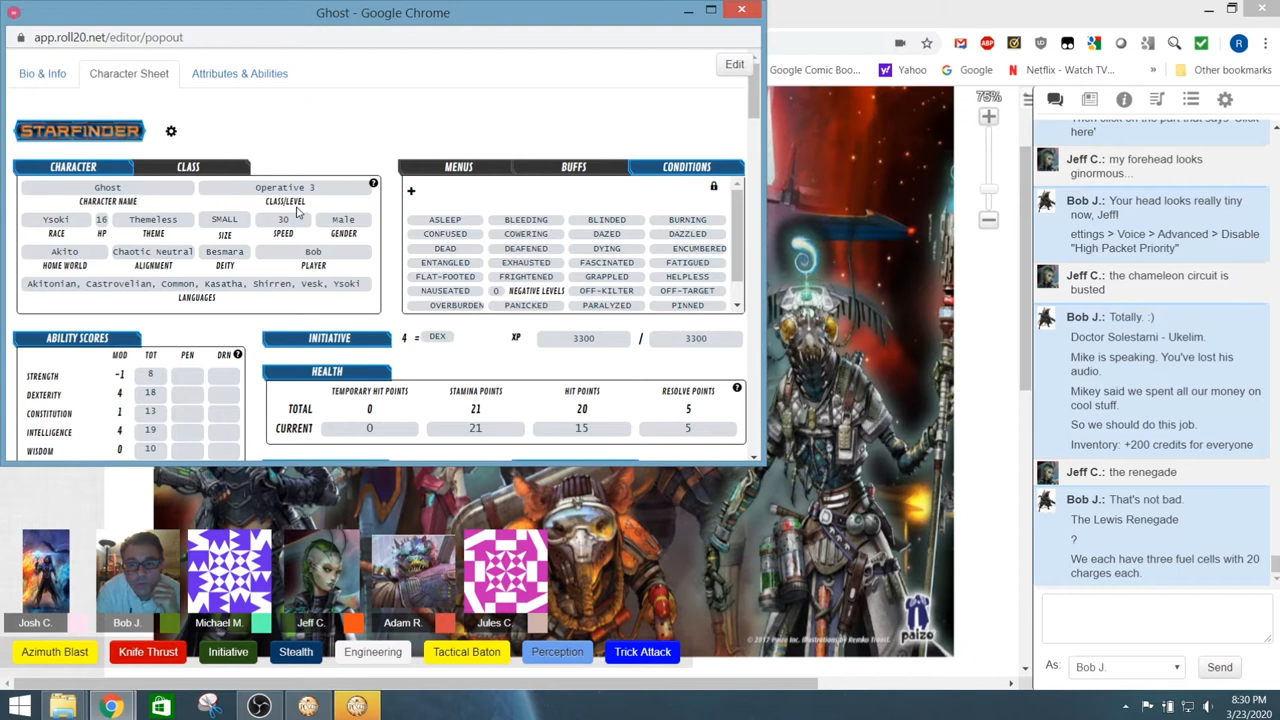 Ghost - Google Chrome
app.roll20.net/editor/popout
Bio & Info
Character Sheet
Attributes & Abilities
Edit
STARFINDER
CHARACTER
CLASS
Ghost
Operative 3
CHARACTER NAME
CLASS/LEVEL
Ysoki
16
Themeless
SMALL
30
Male
RACE
HP
THEME
SIZE
SPEED
GENDER
Akito
Chaotic Neutral
Besmara
Bob
HOME WORLD
ALIGNMENT
DEITY
PLAYER
Akitonian, Castrovelian, Common, Kasatha, Shirren, Vesk, Ysoki
LANGUAGES
MENUS
BUFFS
CONDITIONS
+
ASLEEP
BLEEDING
BLINDED
BURNING
CONFUSED
COWERING
DAZED
DAZZLED
DEAD
DEAFENED
DYING
ENCUMBERED
ENTANGLED
EXHAUSTED
FASCINATED
FATIGUED
FLAT-FOOTED
FRIGHTENED
GRAPPLED
HELPLESS
NAUSEATED
0 NEGATIVE LEVELS
OFF-KILTER
OFF-TARGET
OVERBURDEN
PANICKED
PARALYZED
PINNED
ABILITY SCORES
MOD TOT PEN DRN
STRENGTH -1 8
DEXTERITY 4 18
CONSTITUTION 1 13
INTELLIGENCE 4 19
WISDOM 0 10
INITIATIVE
4 = DEX
XP 3300 / 3300
HEALTH
TEMPORARY HIT POINTS
STAMINA POINTS
HIT POINTS
RESOLVE POINTS
TOTAL 0 21 20 5
CURRENT 0 21 15 5
Google Comic Boo...
Yahoo
Google
Netflix - Watch TV...
»
Other bookmarks
75%
here'
Jeff C.: my forehead looks
ginormous...
Bob J.: Your head looks really tiny
now, Jeff!
ettings > Voice > Advanced > Disable
"High Packet Priority"
Jeff C.: the chameleon circuit is
busted
Bob J.: Totally. :)
Doctor Solestami - Ukelim.
Mike is speaking. You've lost his
audio.
Mikey said we spent all our money on
cool stuff.
So we should do this job.
Inventory: +200 credits for everyone
Jeff C.: the renegade
Bob J.: That's not bad.
The Lewis Renegade
?
We each have three fuel cells with 20
charges each.
As:
Bob J.
Send
© 2017 Paizo Inc. Illustrations by Remko Troost.
paizo
Josh C.
Bob J.
Michael M.
Jeff C.
Adam R.
Jules C.
Azimuth Blast
Knife Thrust
Initiative
Stealth
Engineering
Tactical Baton
Perception
Trick Attack
8:30 PM
3/23/2020